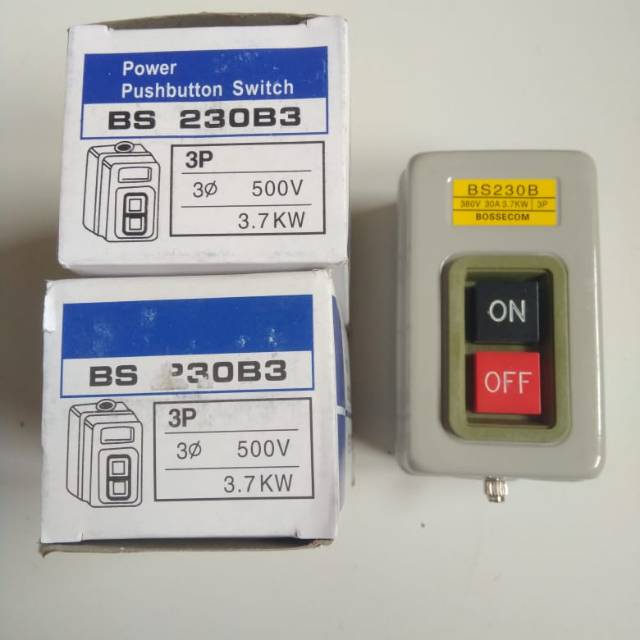 Power
Pushbutton Switch
BS 230B3
3P
3Ø 500V
3.7KW
BS 230B3
3P
3Ø 500V
3.7KW
BS230B
380V 30A 3.7KW 3P
BOSSECOM
ON
OFF